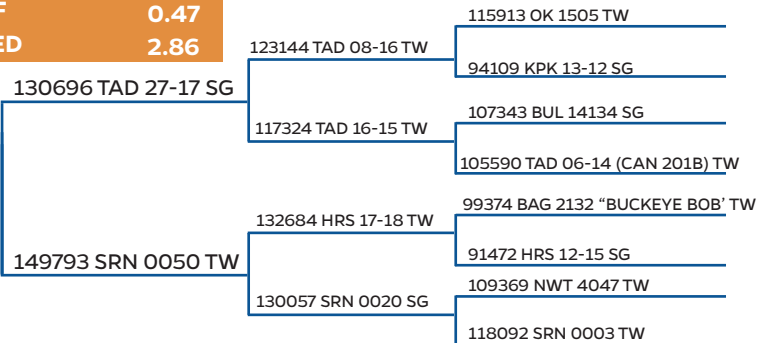 0.47
2.86
115913 OK 1505 TW
123144 TAD 08-16 TW
94109 KPK 13-12 SG
130696 TAD 27-17 SG
107343 BUL 14134 SG
117324 TAD 16-15 TW
105590 TAD 06-14 (CAN 201B) TW
99374 BAG 2132 “BUCKEYE BOB’ TW
132684 HRS 17-18 TW
91472 HRS 12-15 SG
149793 SRN 0050 TW
109369 NWT 4047 TW
130057 SRN 0020 SG
118092 SRN 0003 TW